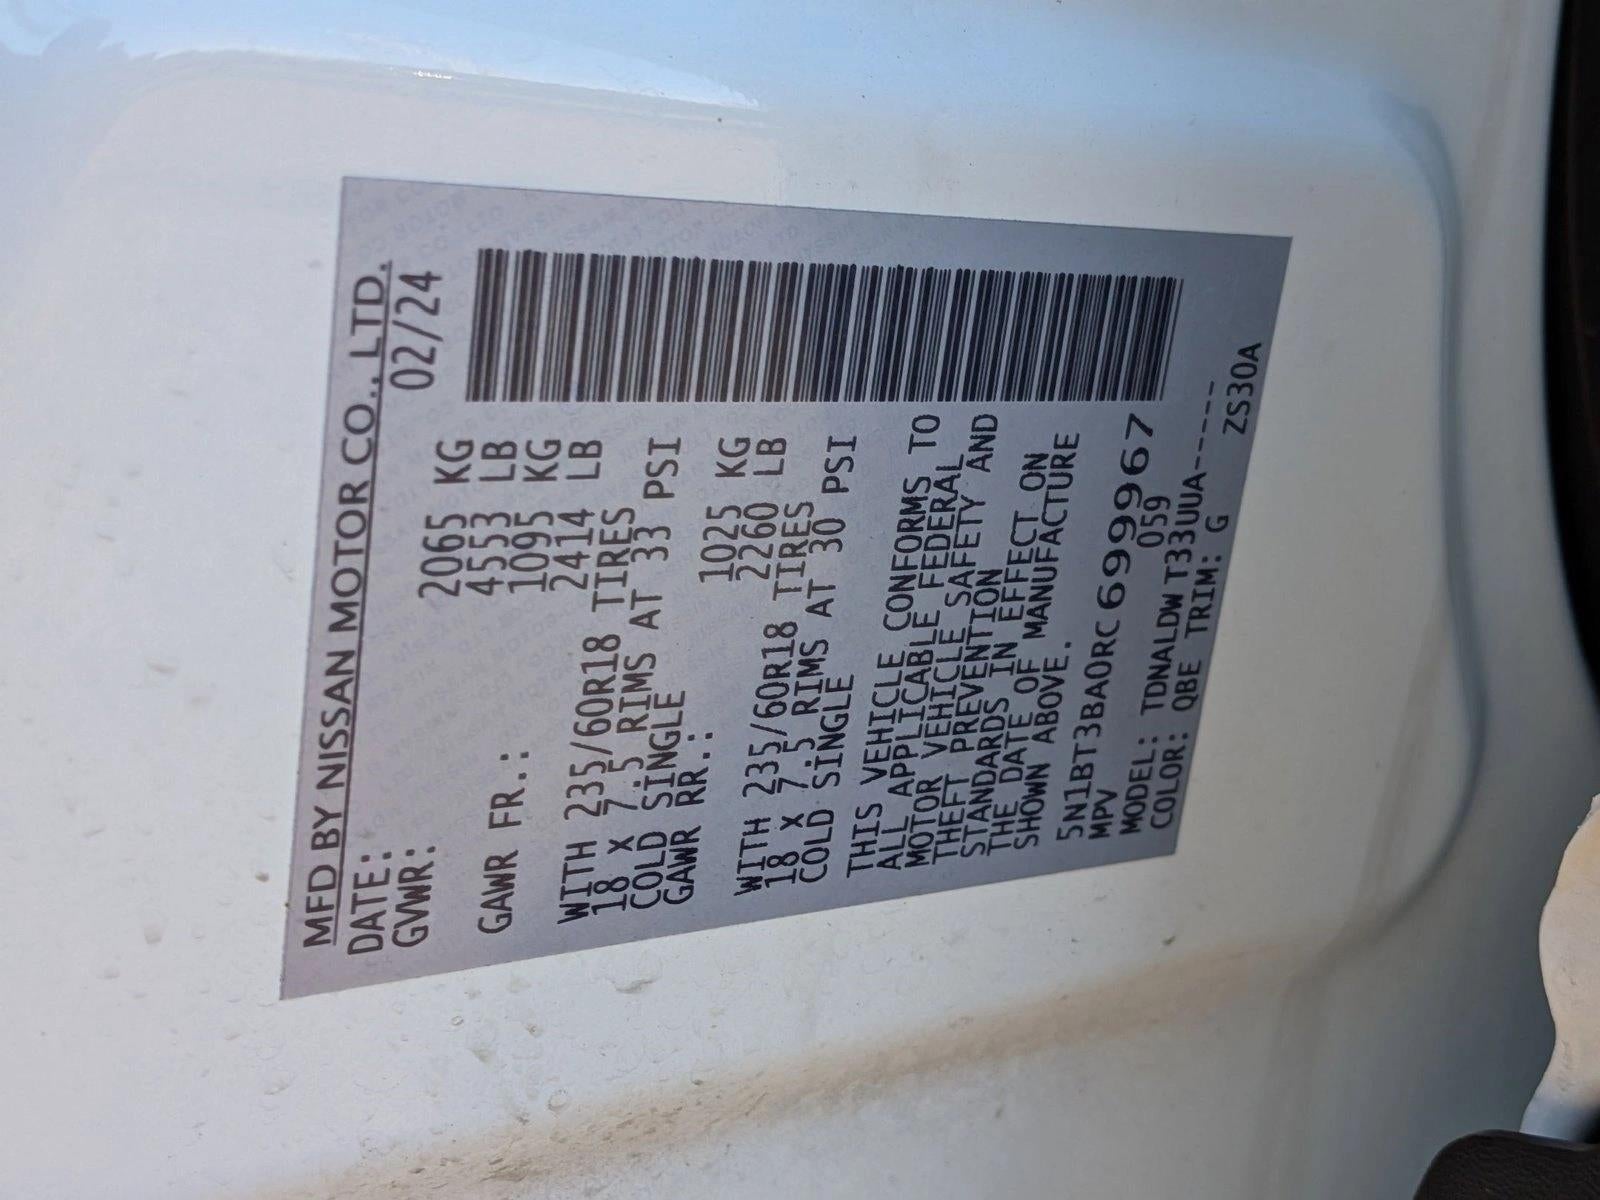 MFD BY NISSAN MOTOR CO., LTD.
DATE: 02/24
GVWR: 2065 KG
4553 LB
GAWR FR.: 1095 KG
2414 LB
WITH 235/60R18 TIRES
18 X 7.5 RIMS AT 33 PSI
COLD SINGLE
GAWR RR.: 1025 KG
2260 LB
WITH 235/60R18 TIRES
18 X 7.5 RIMS AT 30 PSI
COLD SINGLE
THIS VEHICLE CONFORMS TO
ALL APPLICABLE FEDERAL
MOTOR VEHICLE SAFETY AND
THEFT PREVENTION
STANDARDS IN EFFECT ON
THE DATE OF MANUFACTURE
SHOWN ABOVE.
5N1BT3BA0RC699967
MPV 059
MODEL: TDNALDW T33UUA-----
COLOR: QBE TRIM: G ZS30A